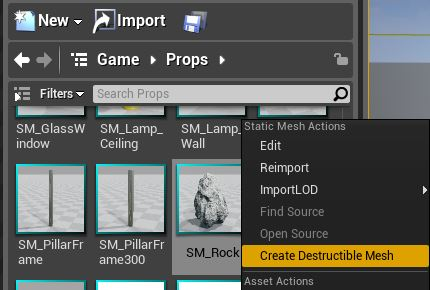 New Import
Game Props
Filters Search Props
SM_GlassWindow
SM_Lamp_Ceiling
SM_Lamp_Wall
SM_PillarFrame
SM_PillarFrame300
SM_Rock
Static Mesh Actions
Edit
Reimport
ImportLOD
Find Source
Open Source
Create Destructible Mesh
Asset Actions